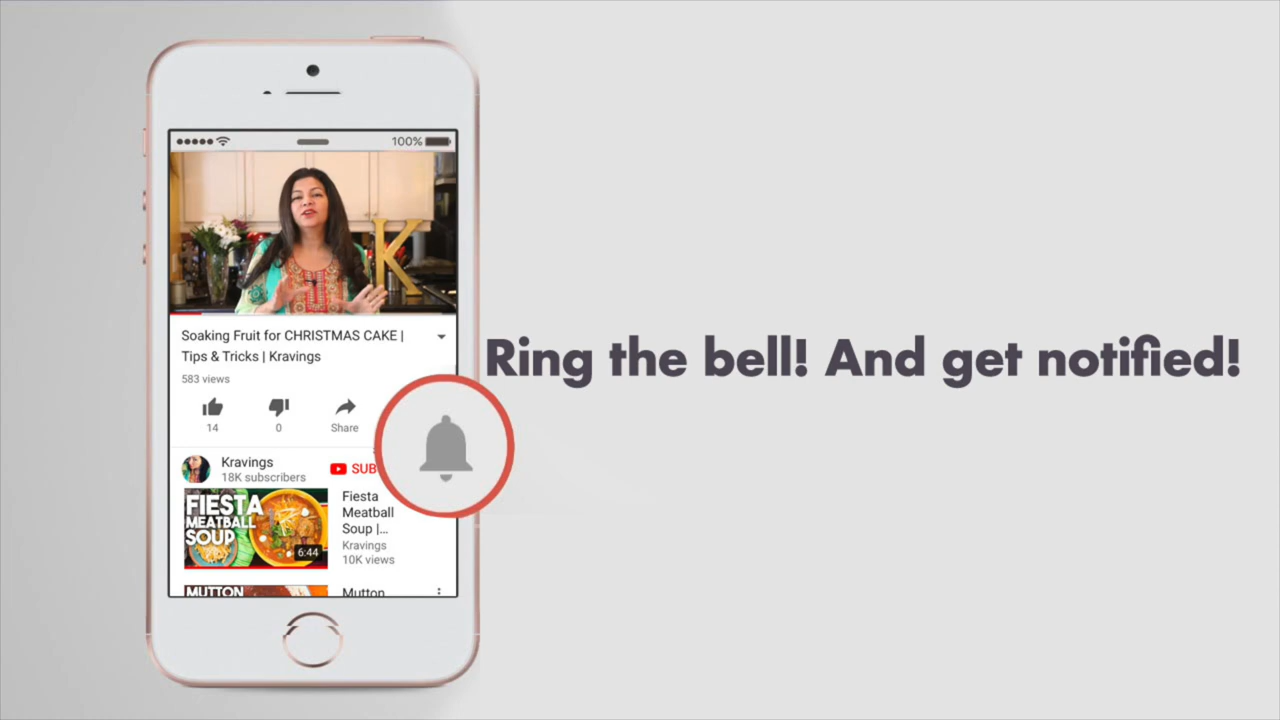 100%
K
Soaking Fruit for CHRISTMAS CAKE |
Tips & Tricks | Kravings
583 views
14
0
Share
Kravings
18K subscribers
SUB
FIESTA
MEATBALL
SOUP
6:44
Fiesta
Meatball
Soup |...
Kravings
10K views
MUTTON
Mutton
Ring the bell! And get notified!